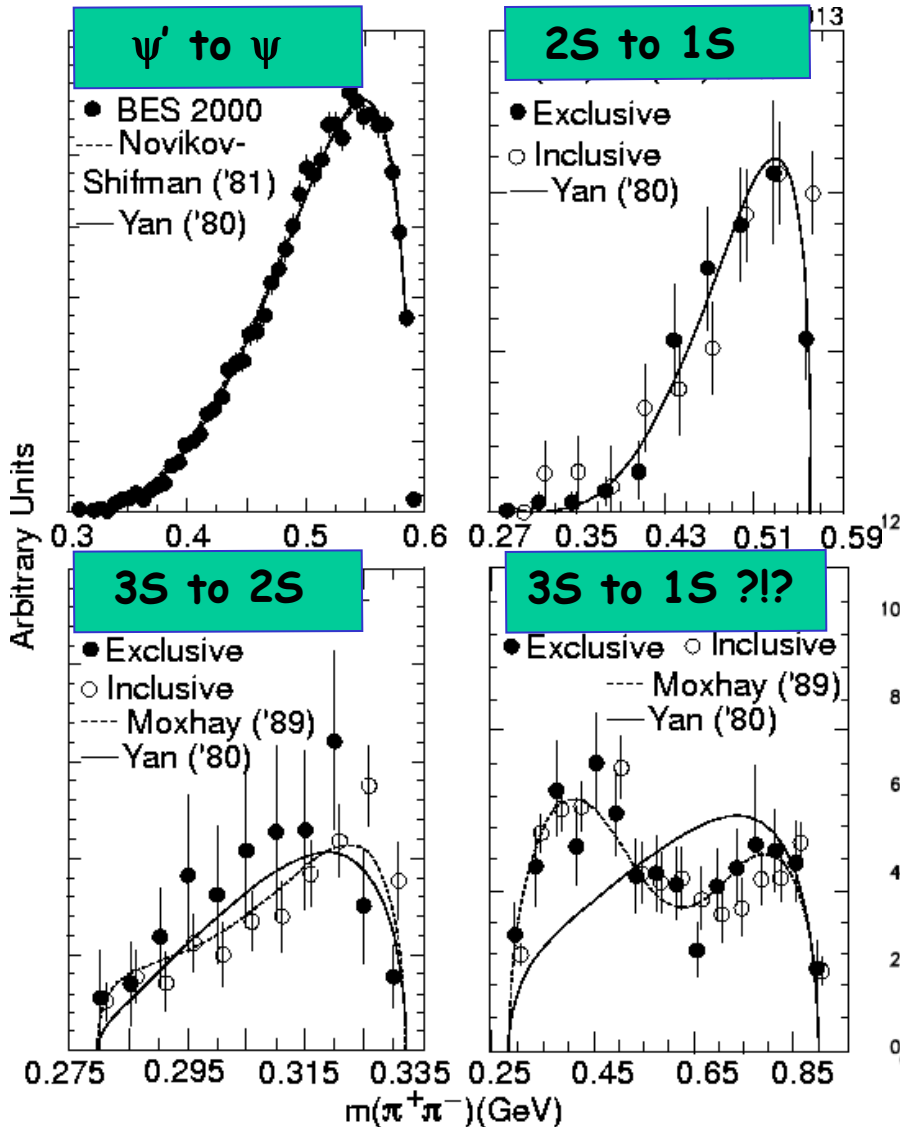 ψ' to ψ
BES 2000
Novikov-
Shifman ('81)
Yan ('80)
0.3
0.4
0.5
0.6
13
2S to 1S
Exclusive
Inclusive
Yan ('80)
0.27
0.35
0.43
0.51
0.59
Arbitrary Units
3S to 2S
Exclusive
Inclusive
Moxhay ('89)
Yan ('80)
0.275
0.295
0.315
0.335
3S to 1S ?!?
Exclusive
Inclusive
Moxhay ('89)
Yan ('80)
0.25
0.45
0.65
0.85
12
10
8
6
4
2
0
m(π⁺π⁻)(GeV)